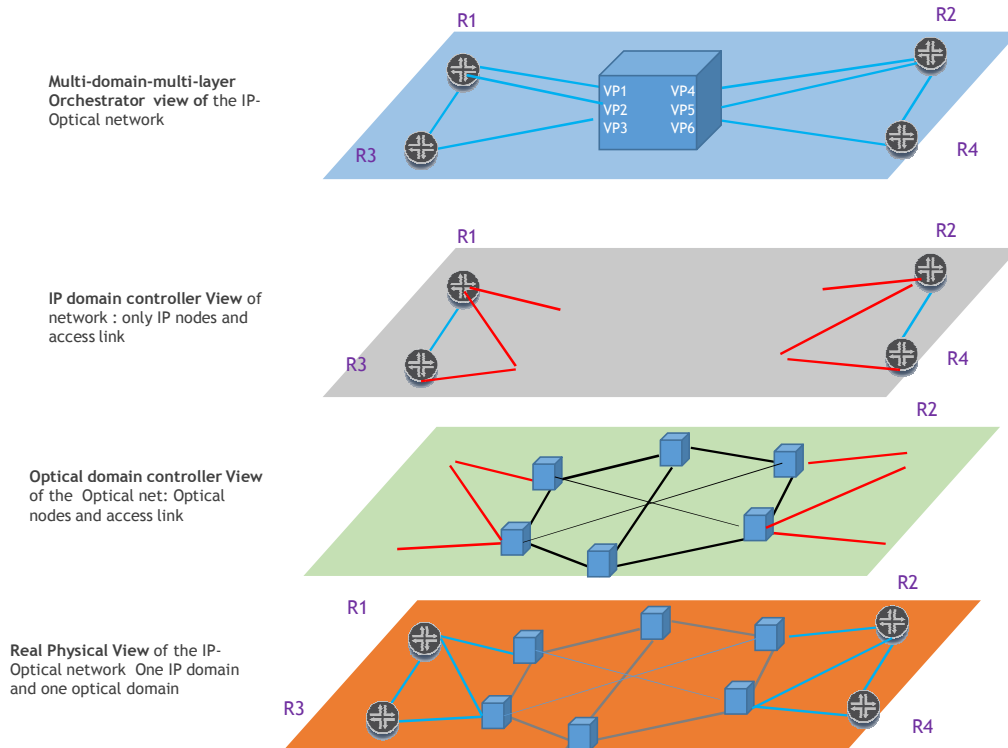 R1
R2
Multi-domain-multi-layer
Orchestrator view of the IP-
Optical network
VP1 VP4
VP2 VP5
VP3 VP6
R3
R4
R1
R2
IP domain controller View of
network : only IP nodes and
access link
R3
R4
R2
Optical domain controller View
of the Optical net: Optical
nodes and access link
R2
R1
Real Physical View of the IP-
Optical network One IP domain
and one optical domain
R3
R4